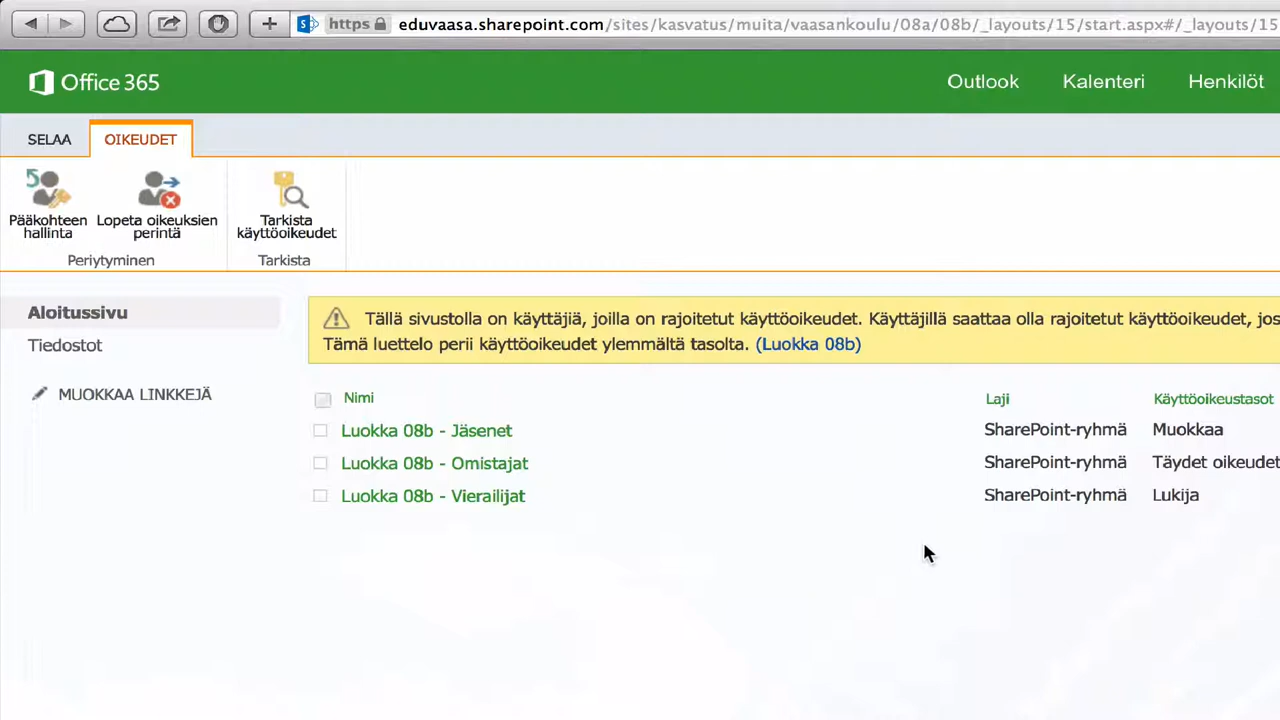 https eduvaasa.sharepoint.com/sites/kasvatus/muita/vaasankoulu/08a/08b/_layouts/15/start.aspx#/_layouts/15
Office 365
Outlook Kalenteri Henkilöt
SELAA OIKEUDET
Pääkohteen hallinta
Lopeta oikeuksien perintä
Tarkista käyttöoikeudet
Periytyminen
Tarkista
Aloitussivu
Tiedostot
MUOKKAA LINKKEJÄ
Tällä sivustolla on käyttäjiä, joilla on rajoitetut käyttöoikeudet. Käyttäjillä saattaa olla rajoitetut käyttöoikeudet, jos
Tämä luettelo perii käyttöoikeudet ylemmältä tasolta. (Luokka 08b)
Nimi Laji Käyttöoikeustasot
Luokka 08b - Jäsenet SharePoint-ryhmä Muokkaa
Luokka 08b - Omistajat SharePoint-ryhmä Täydet oikeudet
Luokka 08b - Vierailijat SharePoint-ryhmä Lukija